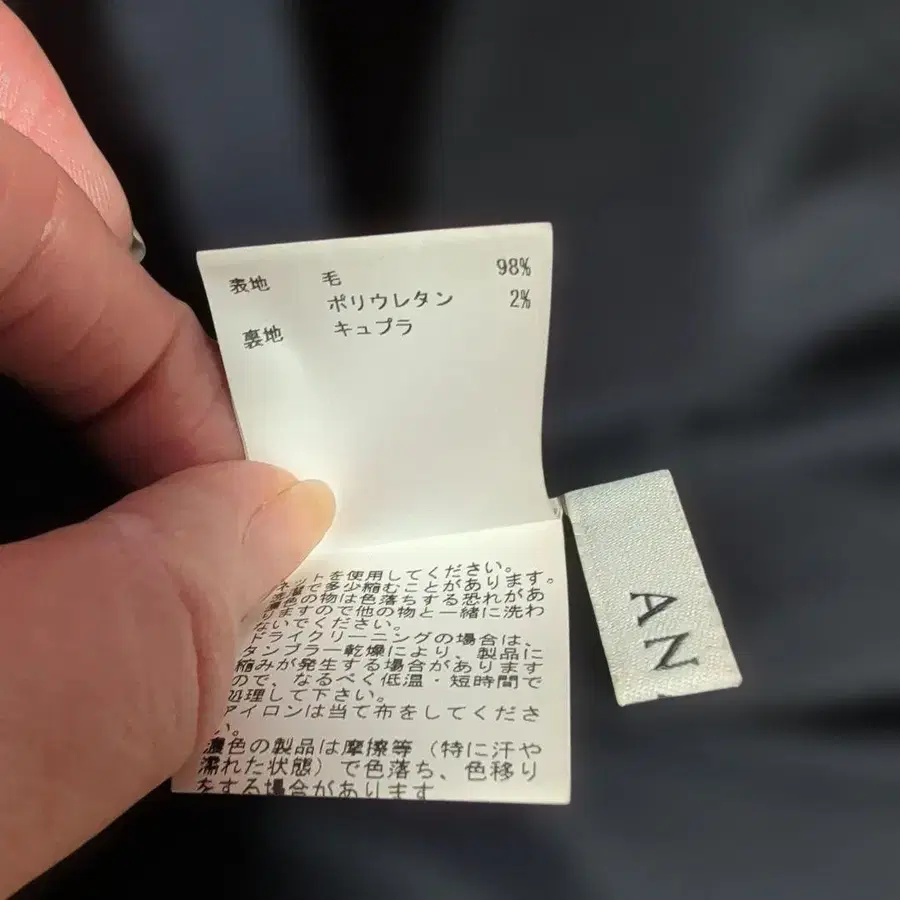 表地 毛 98%
ポリウレタン 2%
裏地 キュプラ
ットを使用してください。
で多少縮むことがあります。
色の物は色落ちする恐れがあ
りますので他の物と一緒に洗わ
ないでください。
ドライクリーニングの場合は、
タンブラー乾燥により、製品に
縮みが発生する場合があります
ので、なるべく低温・短時間で
処理して下さい。
アイロンは当て布をしてくださ
い。
濃色の製品は摩擦等（特に汗や
濡れた状態）で色落ち、色移り
をする場合があります
AN